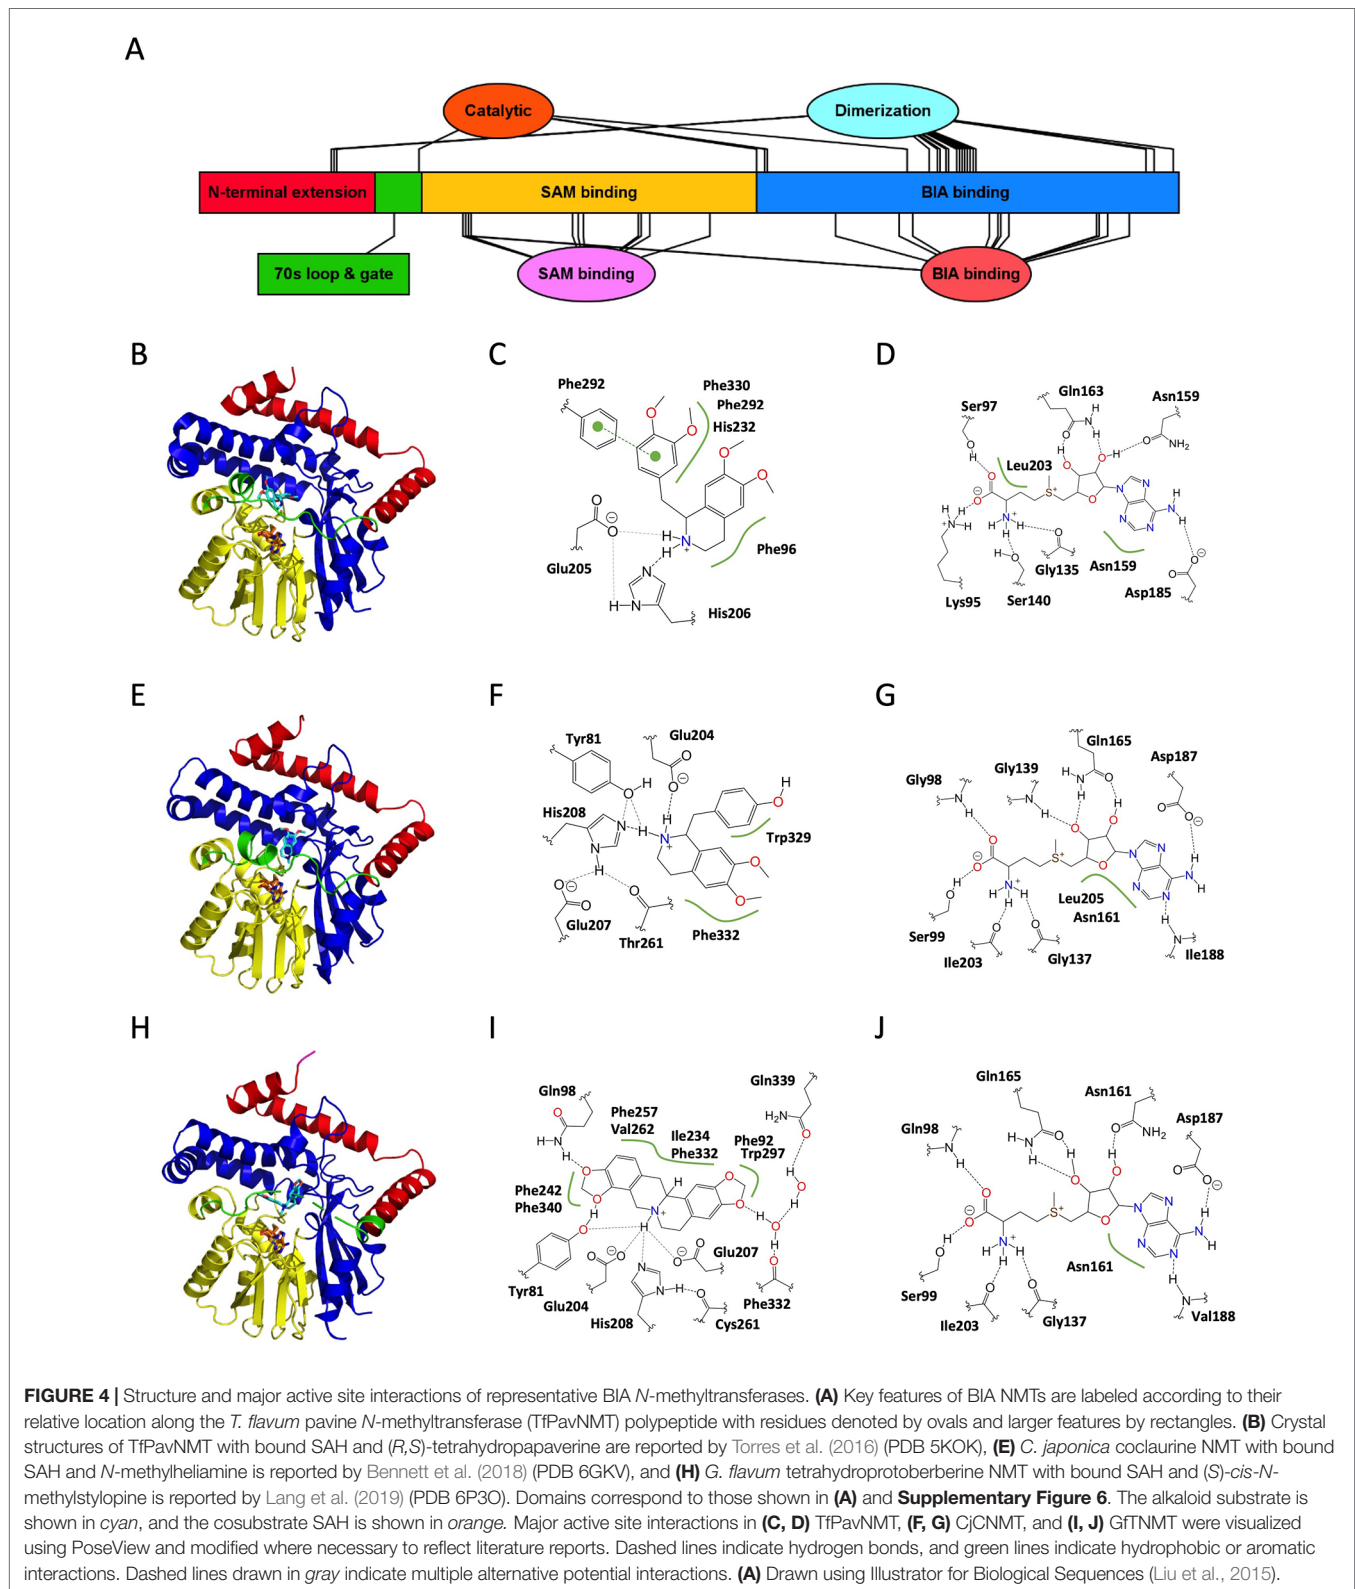 A
Catalytic
Dimerization
N-terminal extension
SAM binding
BIA binding
70s loop & gate
SAM binding
BIA binding
B
C
Phe292
Phe330
Phe292
His232
O
O
O
O
O
O
⊖
Glu205
H
H
N
+
Phe96
N
N
H
His206
D
Gln163
Asn159
Ser97
O
H
N
H
O
H
H
O
NH2
O
H
O
Leu203
O
O
⊖
S+
O
N
N
N
N
N
H
H
H
N
H
H
+
N
H
H
+
H
O
O
Gly135
Asn159
O
⊖
O
Asp185
Lys95
Ser140
E
F
Tyr81
Glu204
O
H
O
⊖
O
H
O
His208
N
N
H
H
H
N
+
Trp329
O
⊖
O
O
O
O
Glu207
Thr261
Phe332
G
Gln165
Asp187
Gly98
Gly139
N
H
N
H
H
N
H
O
H
O
O
O
O
⊖
O
⊖
O
S+
O
N
N
N
N
N
H
H
H
O
H
N
H
H
+
Leu205
Asn161
H
N
Ser99
O
O
Ile203
Gly137
Ile188
H
I
Gln98
Gln339
O
N
H
H2N
O
Phe257
Val262
Ile234
Phe332
Phe92
Trp297
O
O
H
O
O
H
O
H
Phe242
Phe340
H
O
H
N
+
H
H
O
H
O
⊖
O
⊖
O
O
Glu207
Tyr81
Glu204
N
N
H
O
O
Phe332
His208
Cys261
J
Gln165
Asn161
Asp187
Gln98
N
H
O
H
N
H
H
O
NH2
O
O
H
H
O
O
O
⊖
O
⊖
O
S+
O
N
N
N
N
N
H
H
O
H
H
N
H
H
+
Asn161
H
N
Ser99
O
O
Ile203
Gly137
Val188
FIGURE 4 | Structure and major active site interactions of representative BIA N-methyltransferases. (A) Key features of BIA NMTs are labeled according to their
relative location along the T. flavum pavine N-methyltransferase (TfPavNMT) polypeptide with residues denoted by ovals and larger features by rectangles. (B) Crystal
structures of TfPavNMT with bound SAH and (R,S)-tetrahydropapaverine are reported by Torres et al. (2016) (PDB 5KOK), (E) C. japonica coclaurine NMT with bound
SAH and N-methylheliamine is reported by Bennett et al. (2018) (PDB 6GKV), and (H) G. flavum tetrahydroprotoberberine NMT with bound SAH and (S)-cis-N-
methylstylopine is reported by Lang et al. (2019) (PDB 6P3O). Domains correspond to those shown in (A) and Supplementary Figure 6. The alkaloid substrate is
shown in cyan, and the cosubstrate SAH is shown in orange. Major active site interactions in (C, D) TfPavNMT, (F, G) CjCNMT, and (I, J) GfTNMT were visualized
using PoseView and modified where necessary to reflect literature reports. Dashed lines indicate hydrogen bonds, and green lines indicate hydrophobic or aromatic
interactions. Dashed lines drawn in gray indicate multiple alternative potential interactions. (A) Drawn using Illustrator for Biological Sequences (Liu et al., 2015).